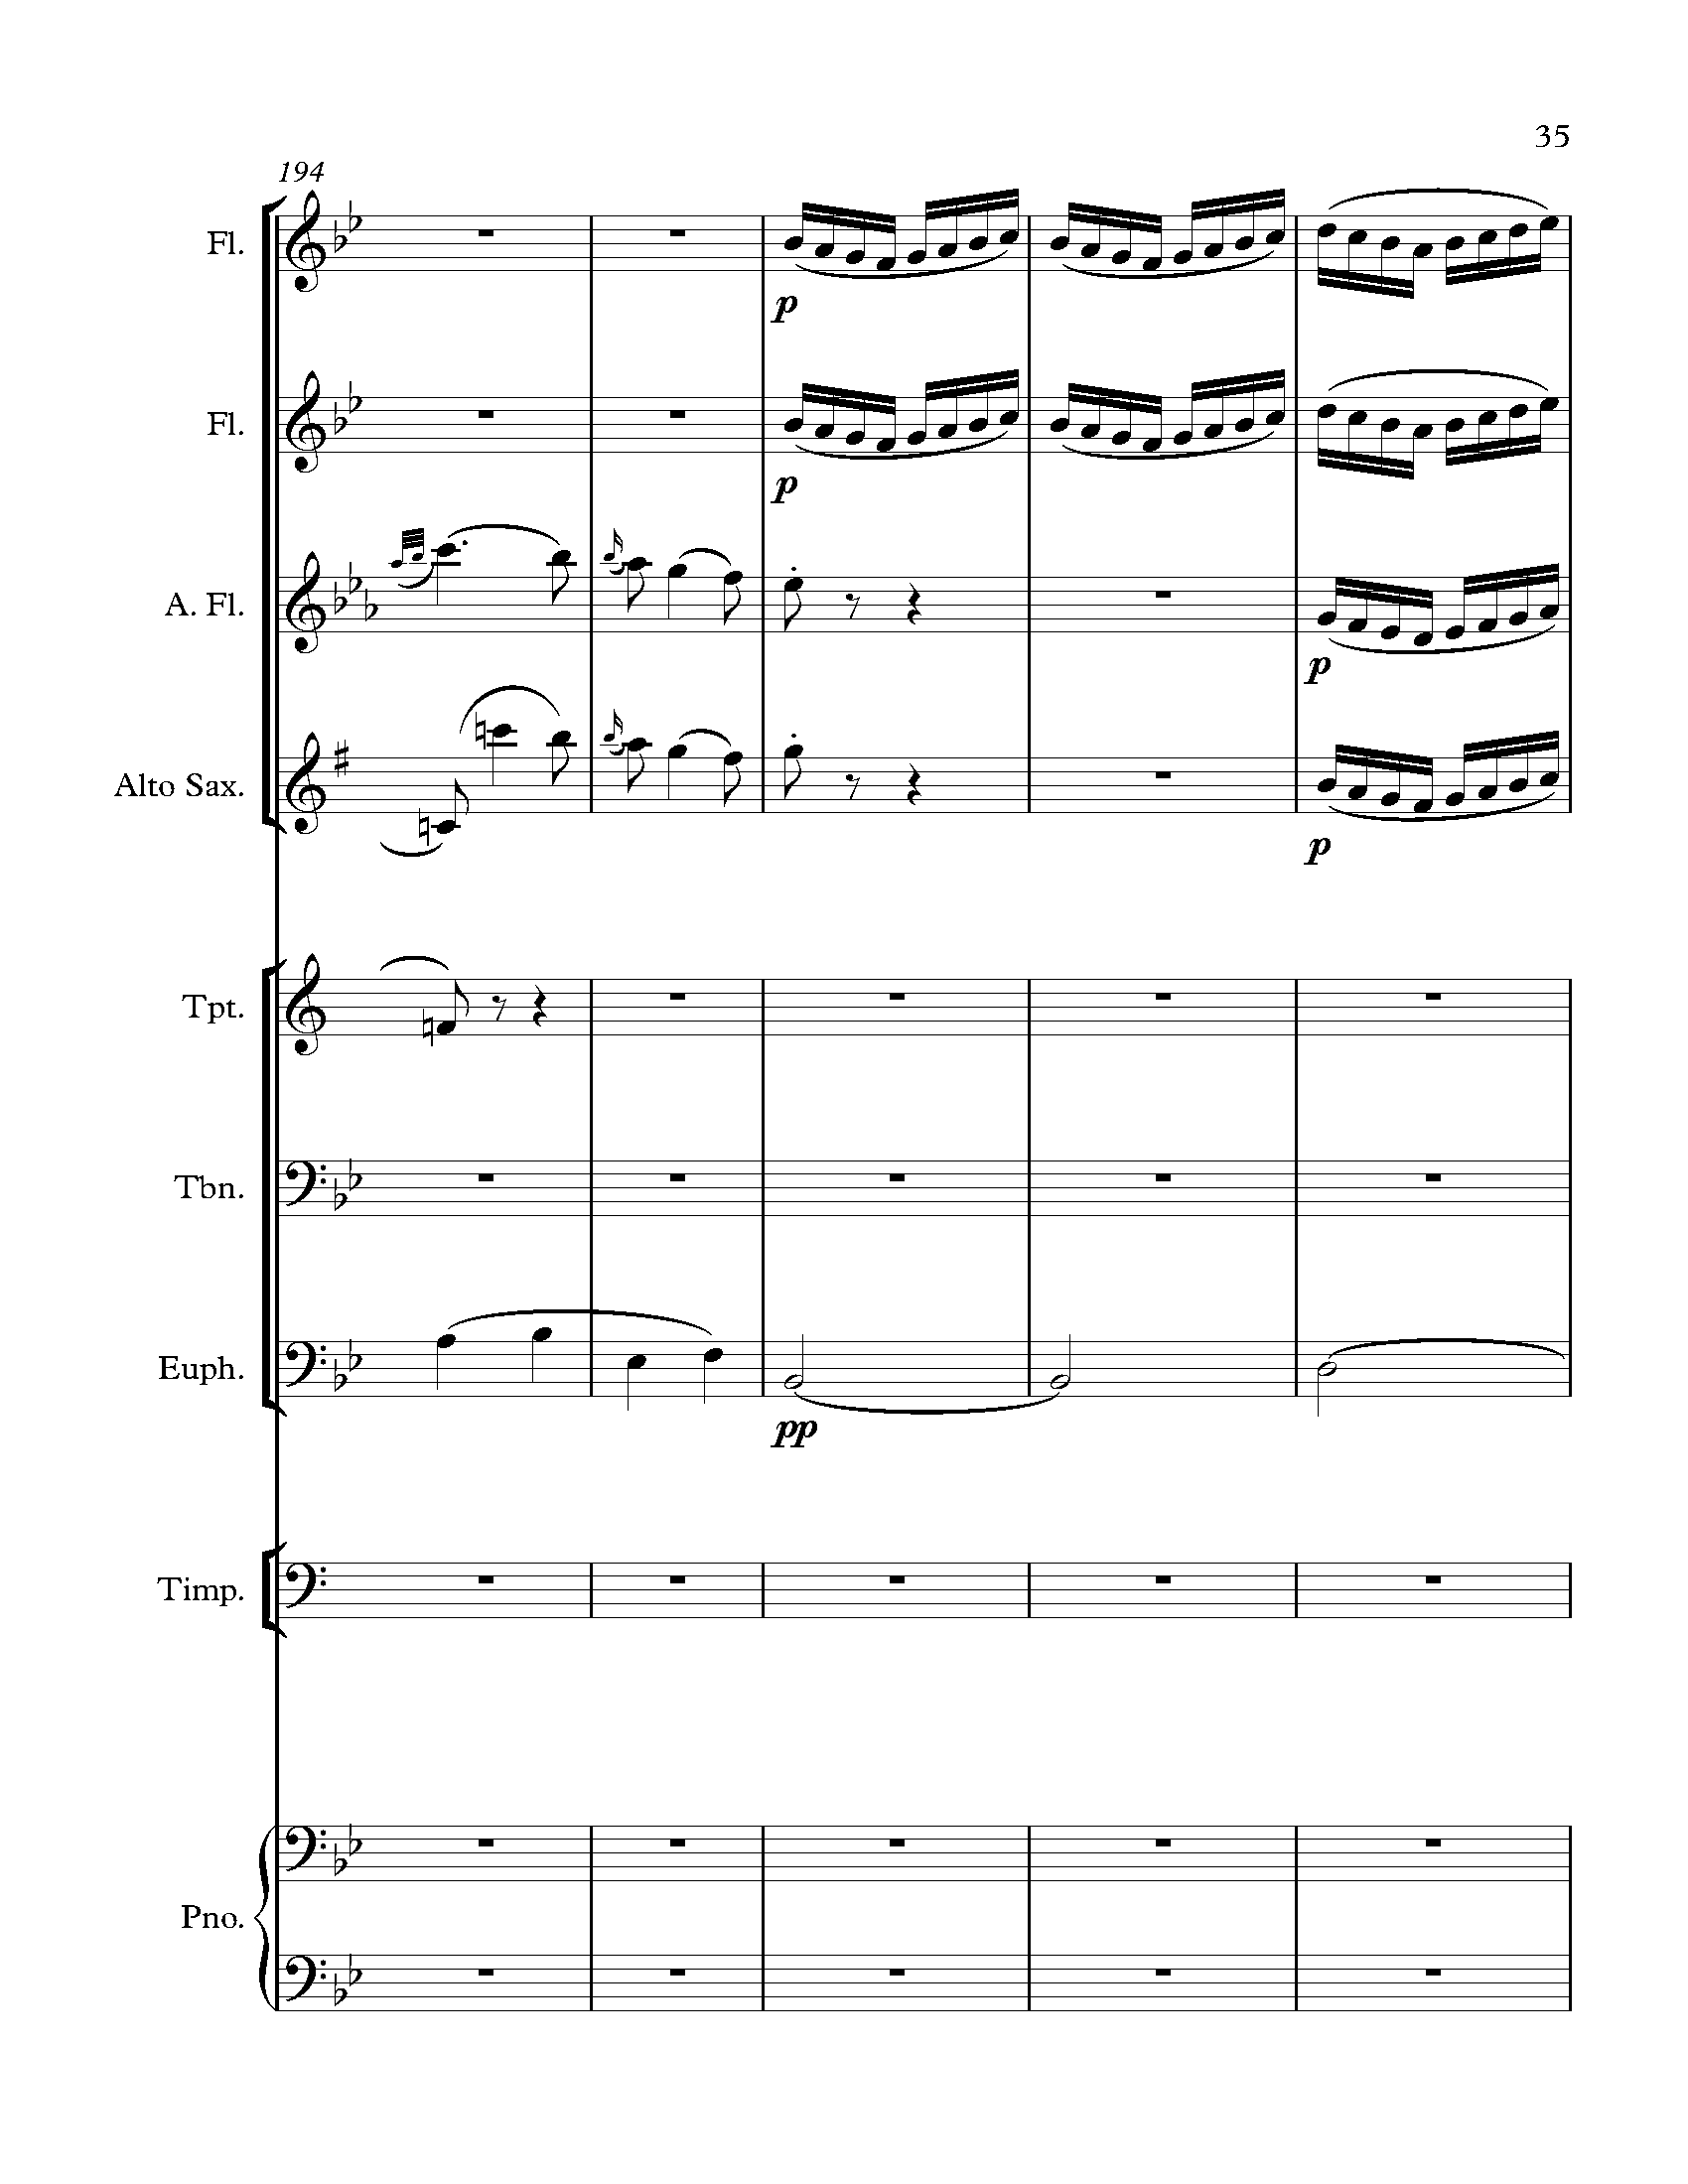 35
194
Fl.
p
Fl.
p
A. Fl.
p
Alto Sax.
p
Tpt.
Tbn.
Euph.
pp
Timp.
Pno.